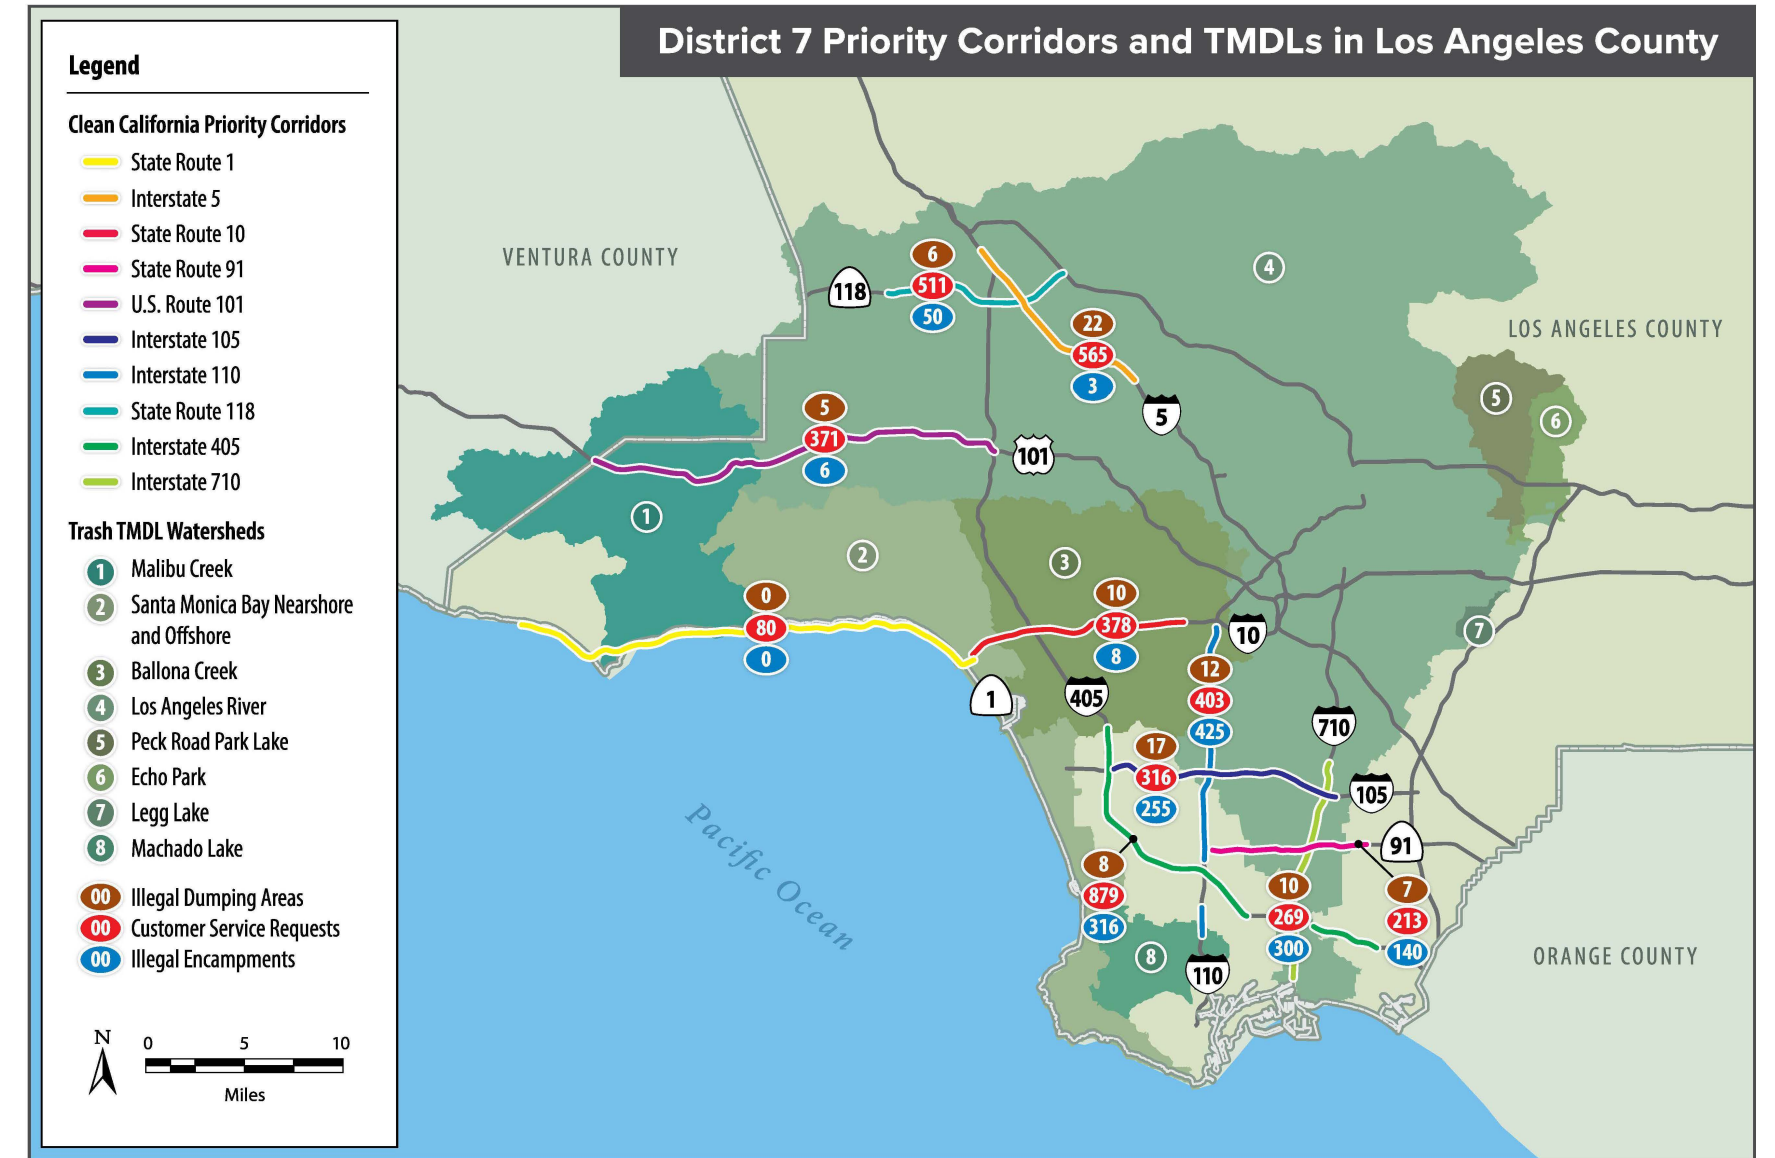 District 7 Priority Corridors and TMDLs in Los Angeles County
Legend
Clean California Priority Corridors
State Route 1
Interstate 5
State Route 10
State Route 91
U.S. Route 101
Interstate 105
Interstate 110
State Route 118
Interstate 405
Interstate 710
Trash TMDL Watersheds
1 Malibu Creek
2 Santa Monica Bay Nearshore
and Offshore
3 Ballona Creek
4 Los Angeles River
5 Peck Road Park Lake
6 Echo Park
7 Legg Lake
8 Machado Lake
00 Illegal Dumping Areas
00 Customer Service Requests
00 Illegal Encampments
N
0 5 10
Miles
VENTURA COUNTY
LOS ANGELES COUNTY
ORANGE COUNTY
Pacific Ocean
118
6
511
50
4
22
565
3
5
5
371
6
101
5
6
1
2
3
0
80
0
10
378
8
10
7
1
405
12
403
425
710
17
316
255
105
91
8
879
316
10
269
300
7
213
140
8
110